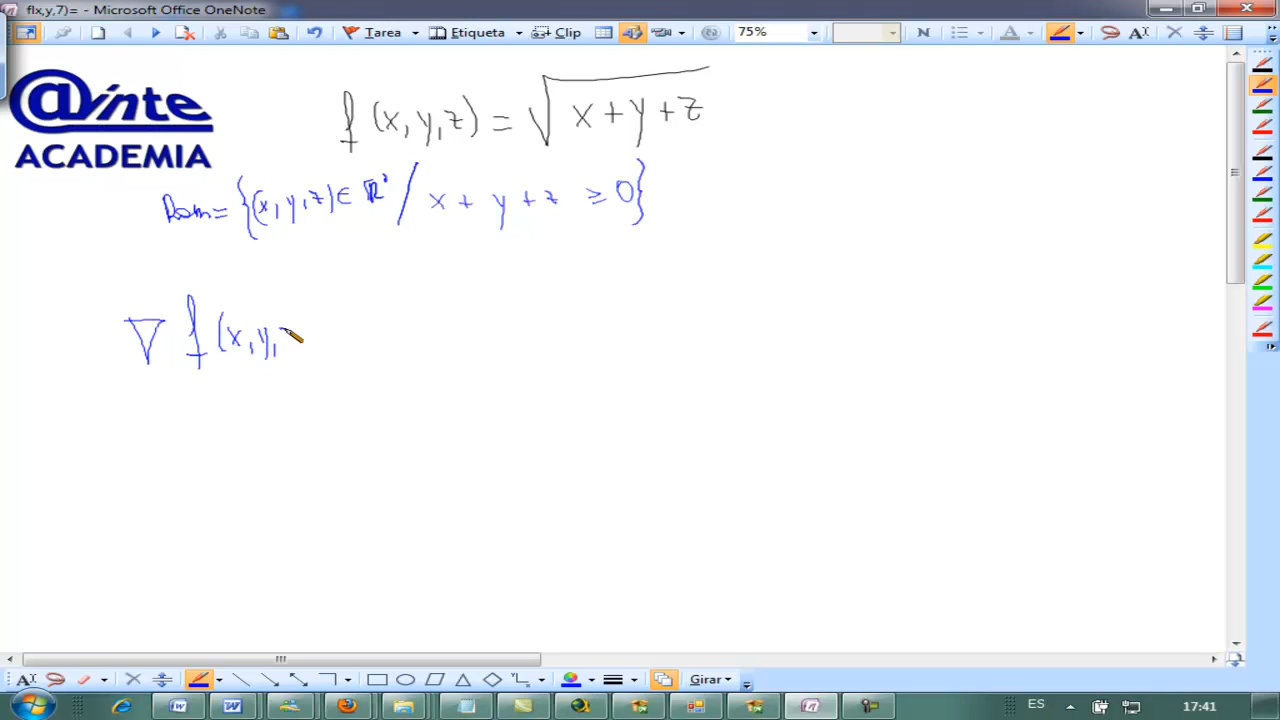 f(x,y,7)= - Microsoft Office OneNote
Tarea Etiqueta Clip 75% N A A
@inte
ACADEMIA
f (x,y,z) = √x+y+z
Dom= {(x,y,z)∈ ℝ³ / x + y + z ≥ 0}
∇ f (x,y,
A Girar
W W ES 17:41